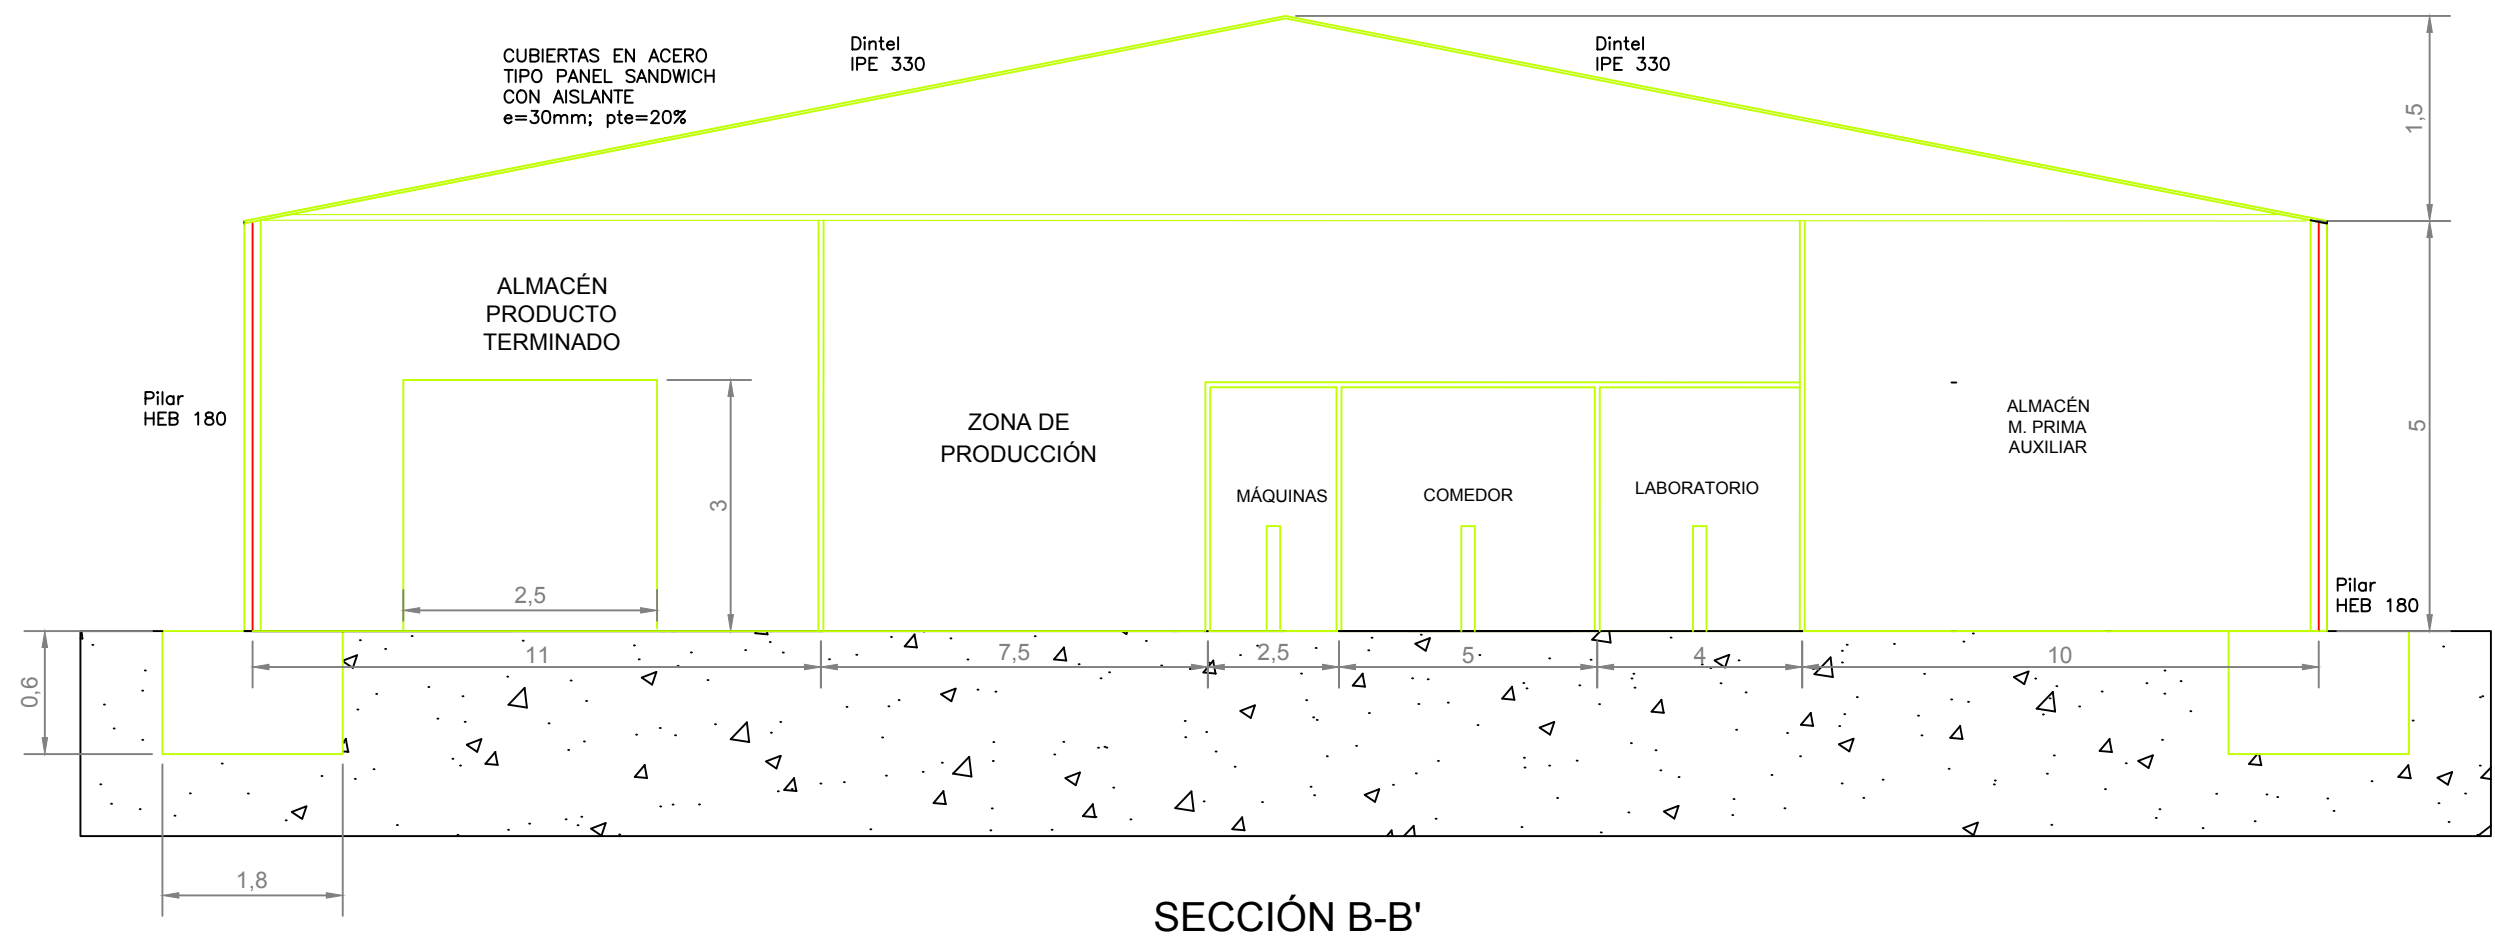 CUBIERTAS EN ACERO
TIPO PANEL SANDWICH
CON AISLANTE
e=30mm; pte=20%
Dintel
IPE 330
Dintel
IPE 330
1,5
ALMACÉN
PRODUCTO
TERMINADO
Pilar
HEB 180
3
2,5
ZONA DE
PRODUCCIÓN
MÁQUINAS
COMEDOR
LABORATORIO
ALMACÉN
M. PRIMA
AUXILIAR
5
Pilar
HEB 180
0,6
11
7,5
2,5
5
4
10
1,8
SECCIÓN B-B'